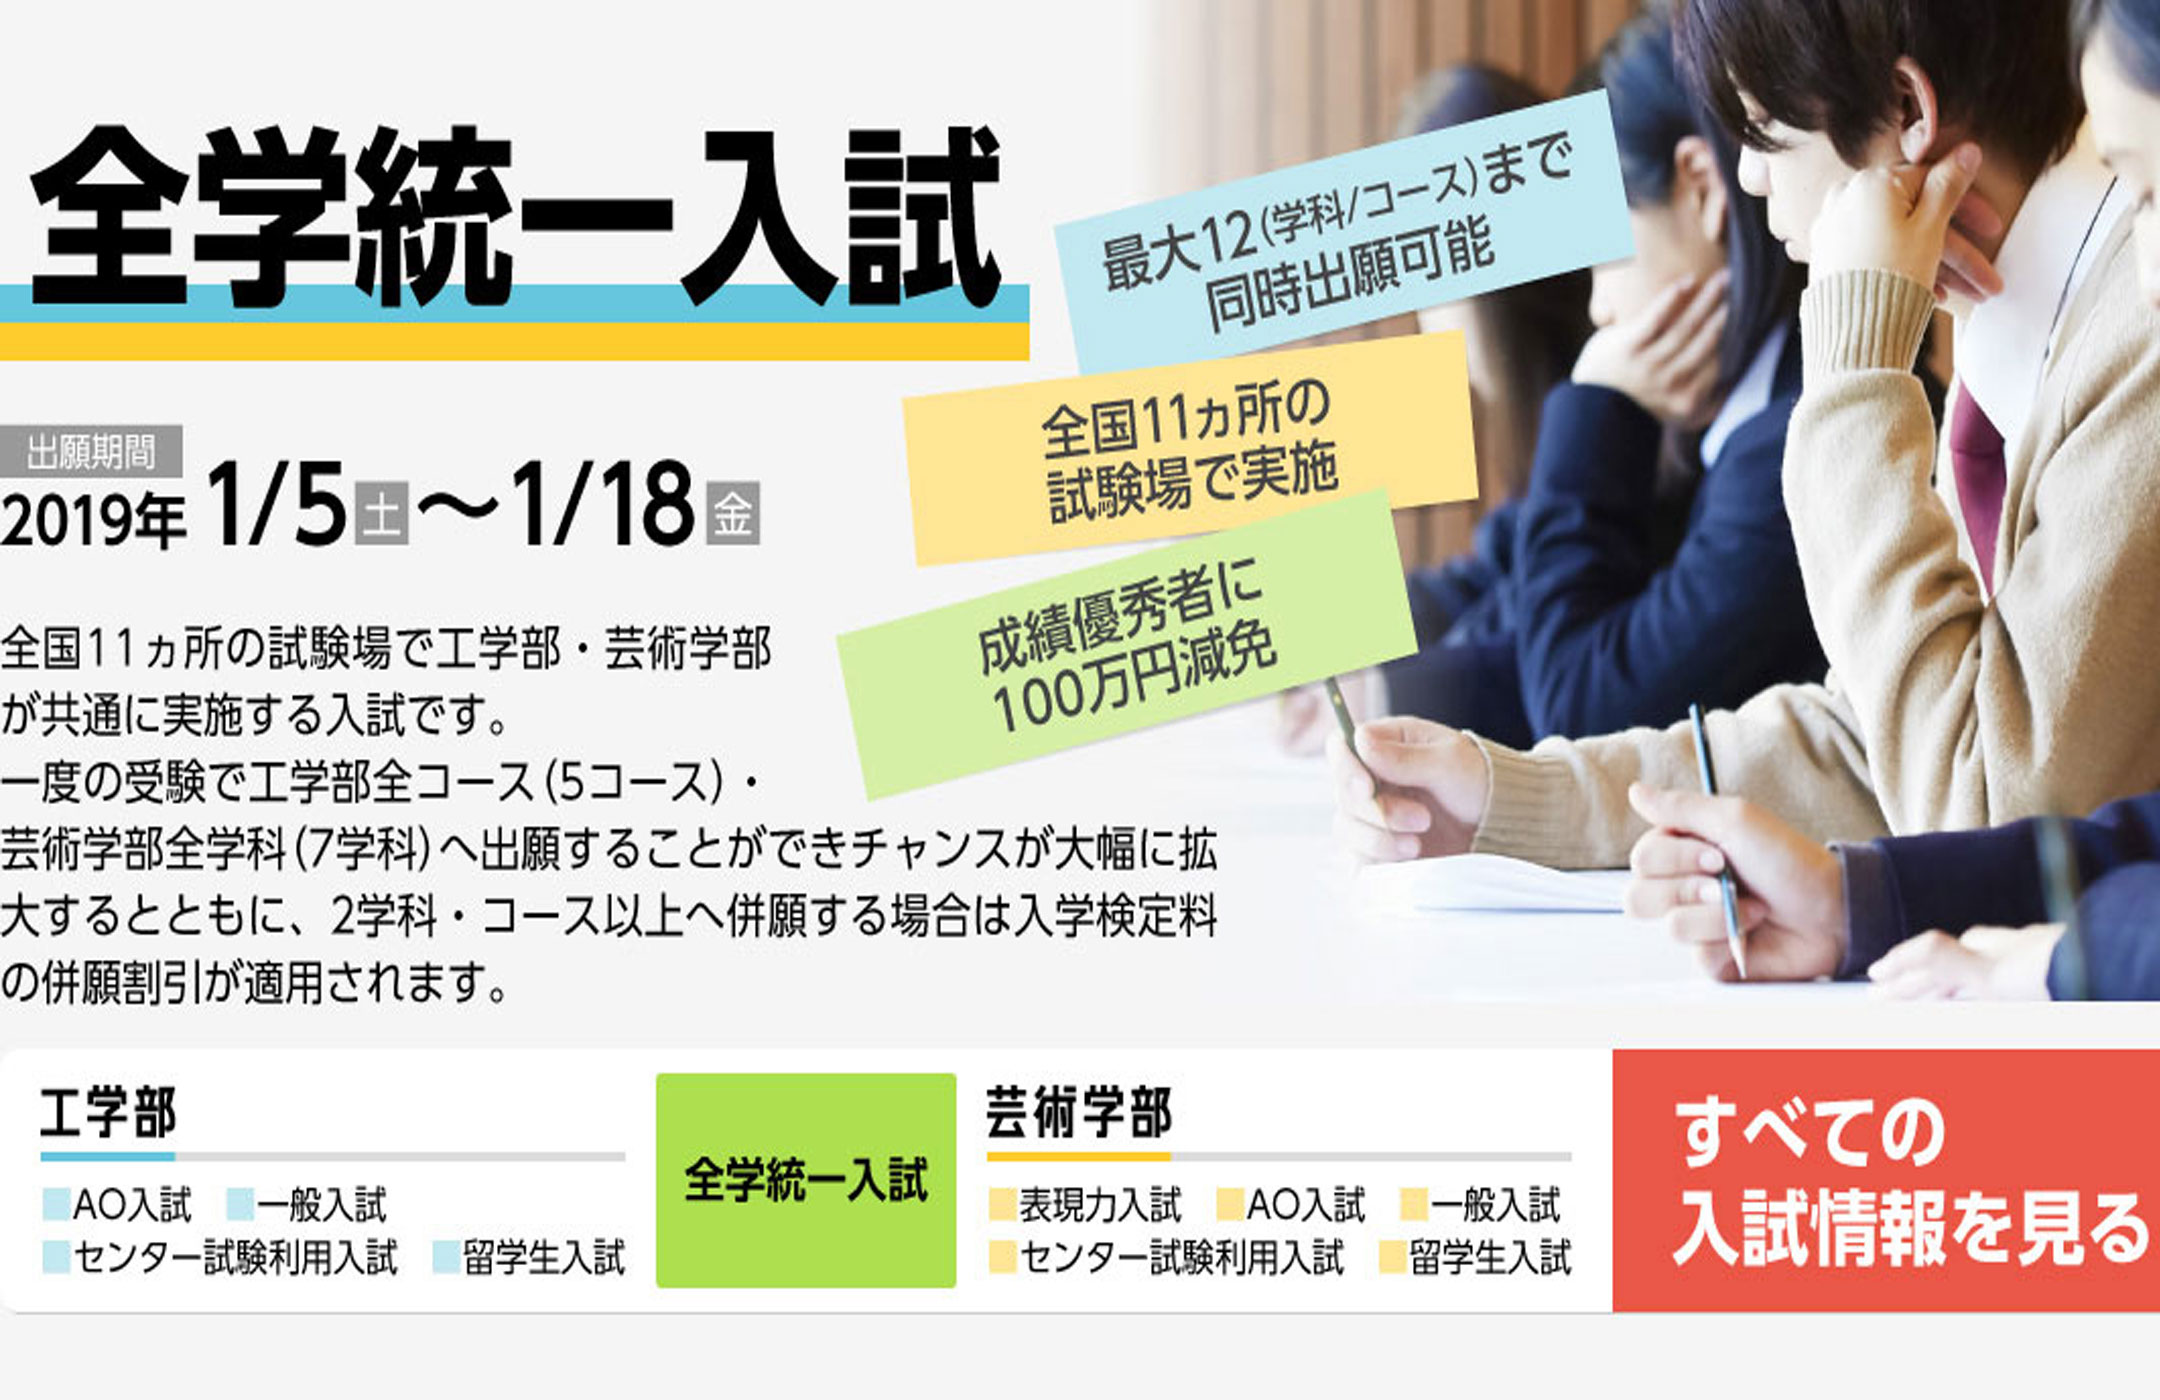 全学統一入試
最大12(学科/コース)まで
同時出願可能
全国11ヵ所の
試験場で実施
成績優秀者に
100万円減免
出願期間
2019年 1/5 土 〜 1/18 金
全国11ヵ所の試験場で工学部・芸術学部
が共通に実施する入試です。
一度の受験で工学部全コース(5コース)・
芸術学部全学科(7学科)へ出願することができチャンスが大幅に拡
大するとともに、2学科・コース以上へ併願する場合は入学検定料
の併願割引が適用されます。
工学部
AO入試 一般入試
センター試験利用入試 留学生入試
全学統一入試
芸術学部
表現力入試 AO入試 一般入試
センター試験利用入試 留学生入試
すべての
入試情報を見る